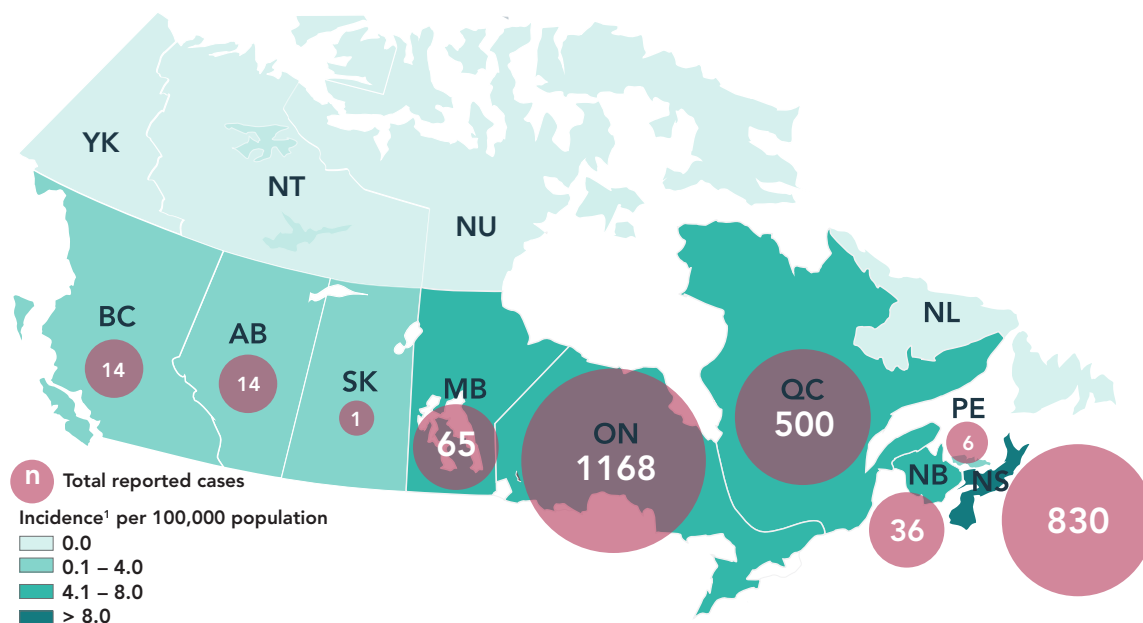 YK
NT
NU
BC
14
AB
14
SK
1
MB
65
ON
1168
QC
500
NL
PE
6
NB
36
NS
830
n Total reported cases
Incidence¹ per 100,000 population
0.0
0.1 – 4.0
4.1 – 8.0
> 8.0